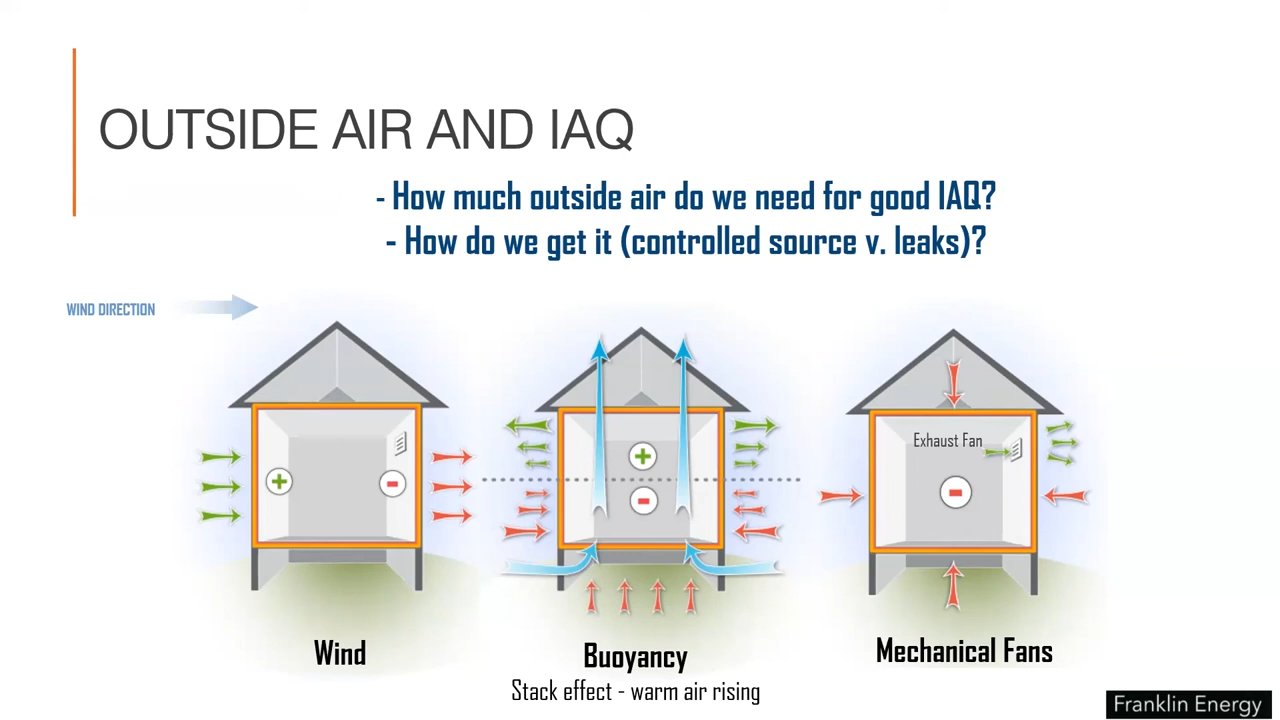 OUTSIDE AIR AND IAQ
- How much outside air do we need for good IAQ?
- How do we get it (controlled source v. leaks)?
WIND DIRECTION
Exhaust Fan
Wind
Buoyancy
Stack effect - warm air rising
Mechanical Fans
Franklin Energy